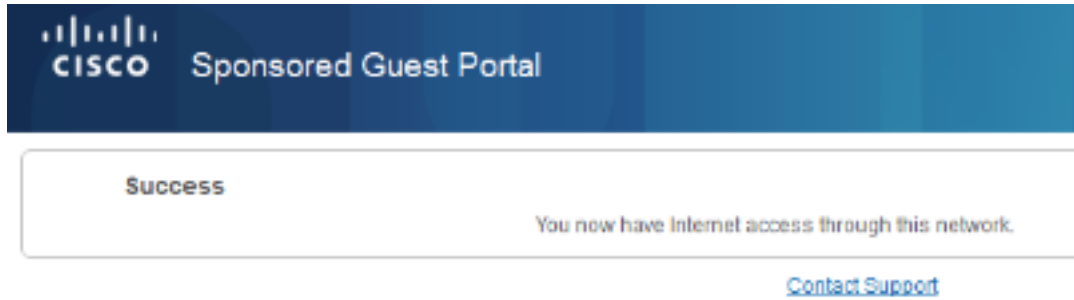 CISCO
Sponsored Guest Portal
Success
You now have Internet access through this network.
Contact Support